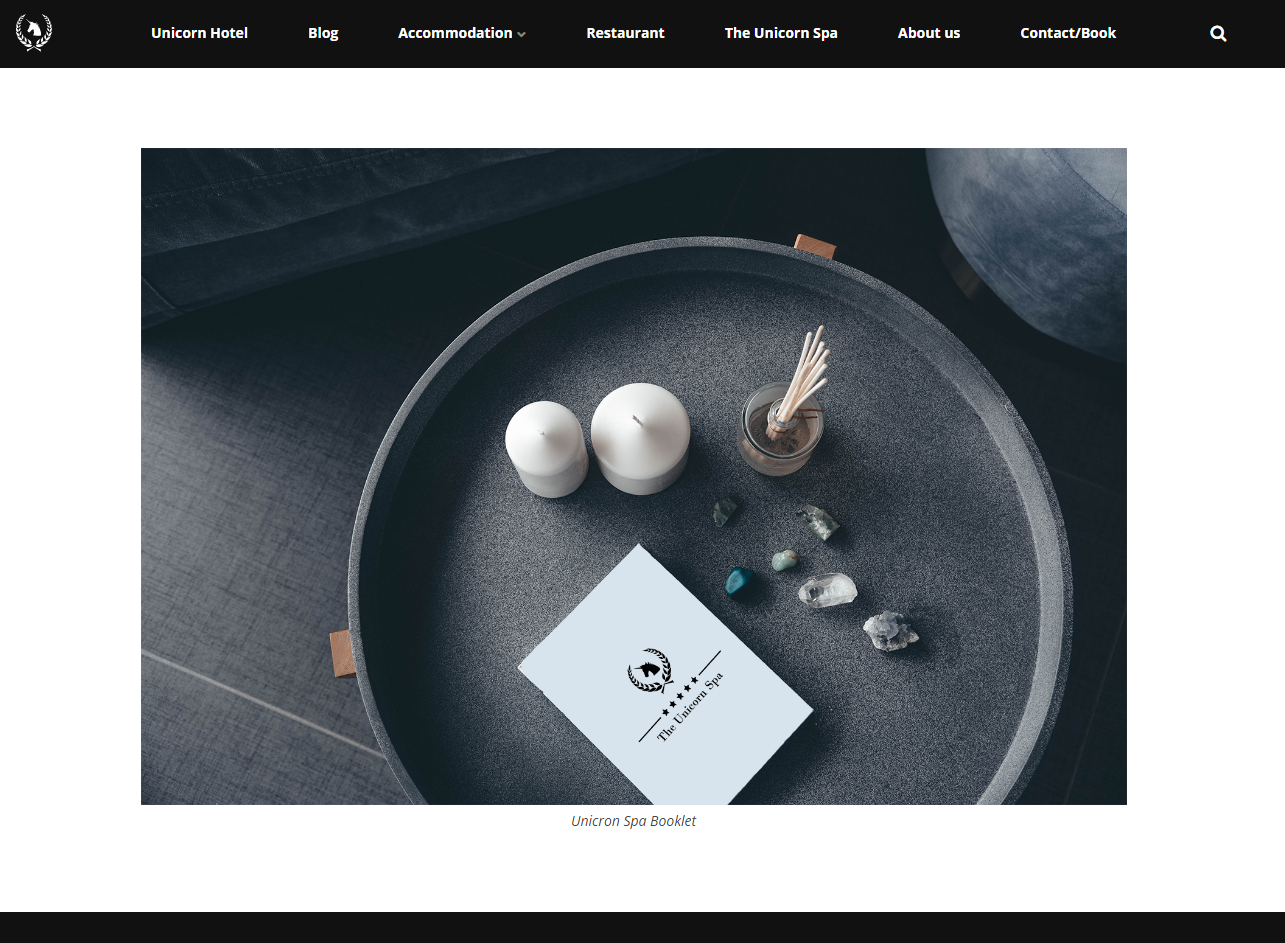 Unicorn Hotel
Blog
Accommodation
Restaurant
The Unicorn Spa
About us
Contact/Book
The Unicorn Spa
Unicron Spa Booklet